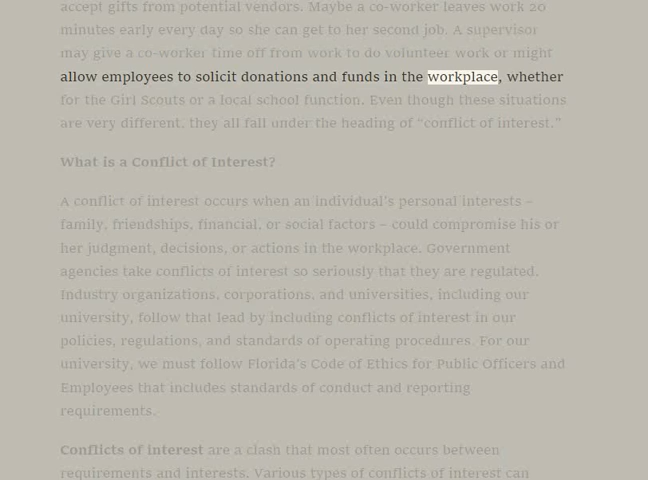 accept gifts from potential vendors. Maybe a co-worker leaves work 20
minutes early every day so she can get to her second job. A supervisor
may give a co-worker time off from work to do volunteer work or might
allow employees to solicit donations and funds in the workplace, whether
for the Girl Scouts or a local school function. Even though these situations
are very different, they all fall under the heading of “conflict of interest.”
What is a Conflict of Interest?
A conflict of interest occurs when an individual’s personal interests –
family, friendships, financial, or social factors – could compromise his or
her judgment, decisions, or actions in the workplace. Government
agencies take conflicts of interest so seriously that they are regulated.
Industry organizations, corporations, and universities, including our
university, follow that lead by including conflicts of interest in our
policies, regulations, and standards of operating procedures. For our
university, we must follow Florida’s Code of Ethics for Public Officers and
Employees that includes standards of conduct and reporting
requirements.
Conflicts of interest are a clash that most often occurs between
requirements and interests. Various types of conflicts of interest can